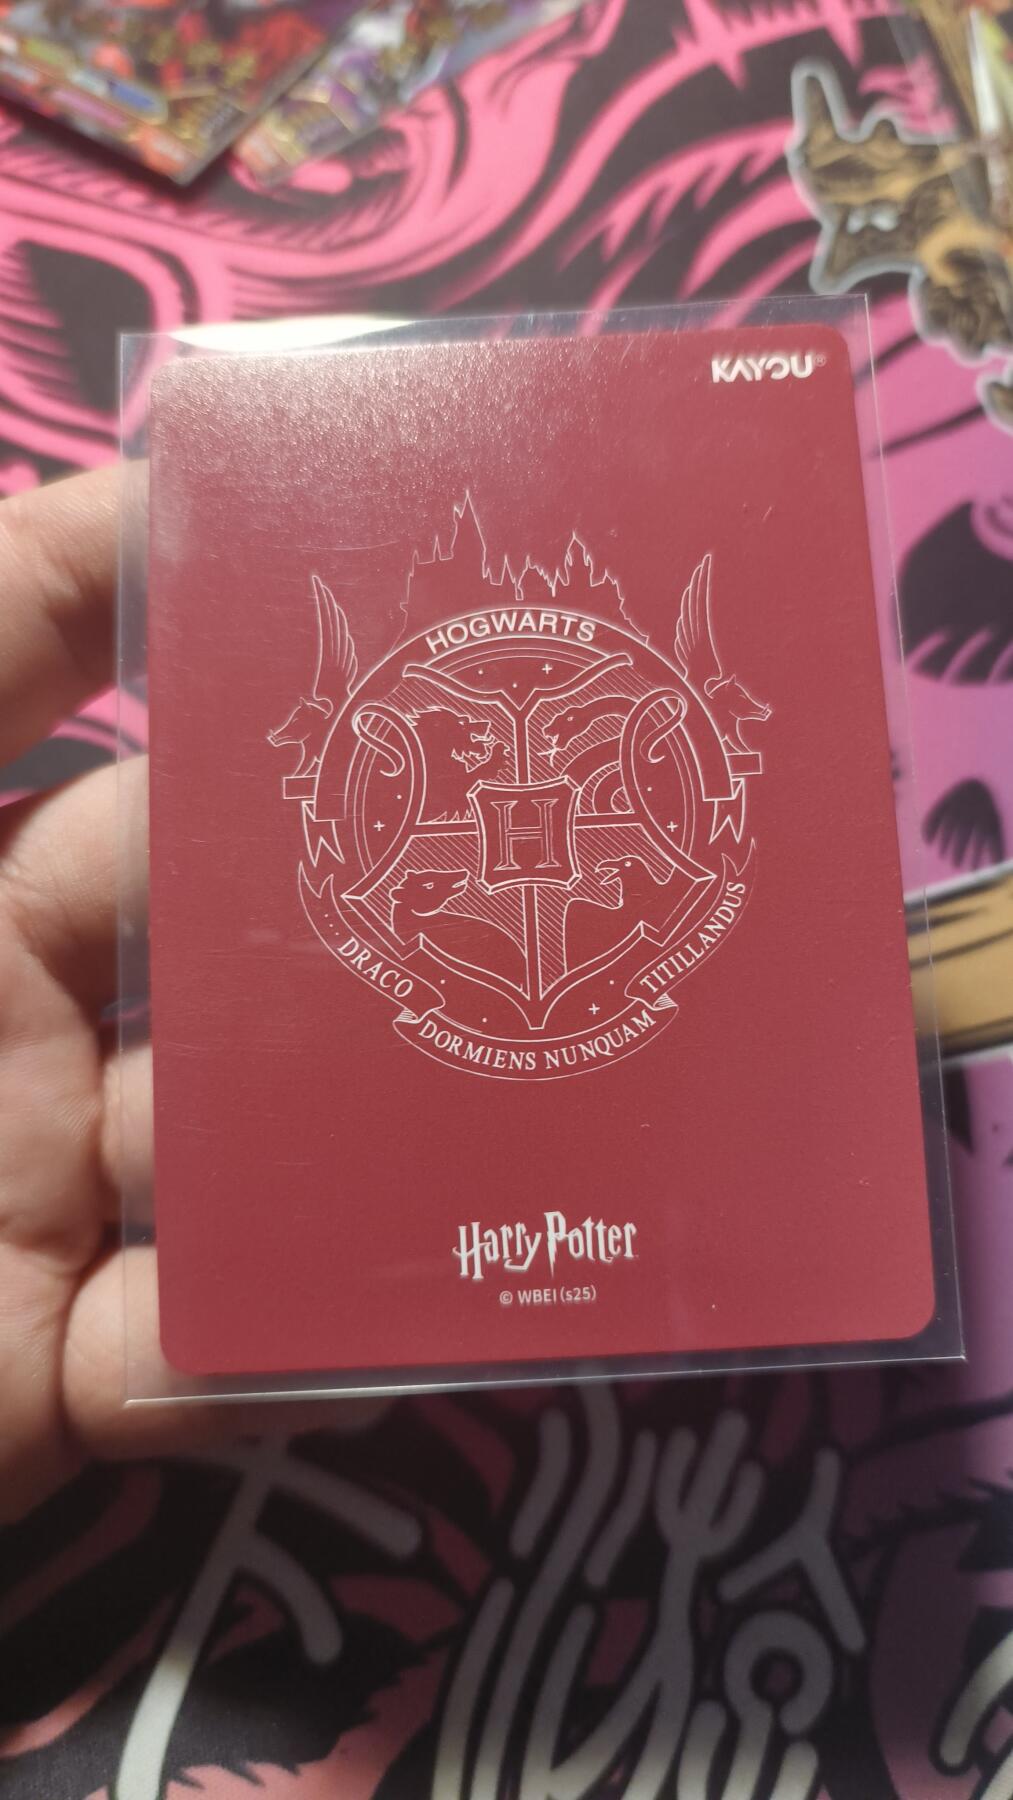 KAYOU®
HOGWARTS
H
DRACO DORMIENS NUNQUAM TITILLANDUS
Harry Potter
© WBEI (s25)